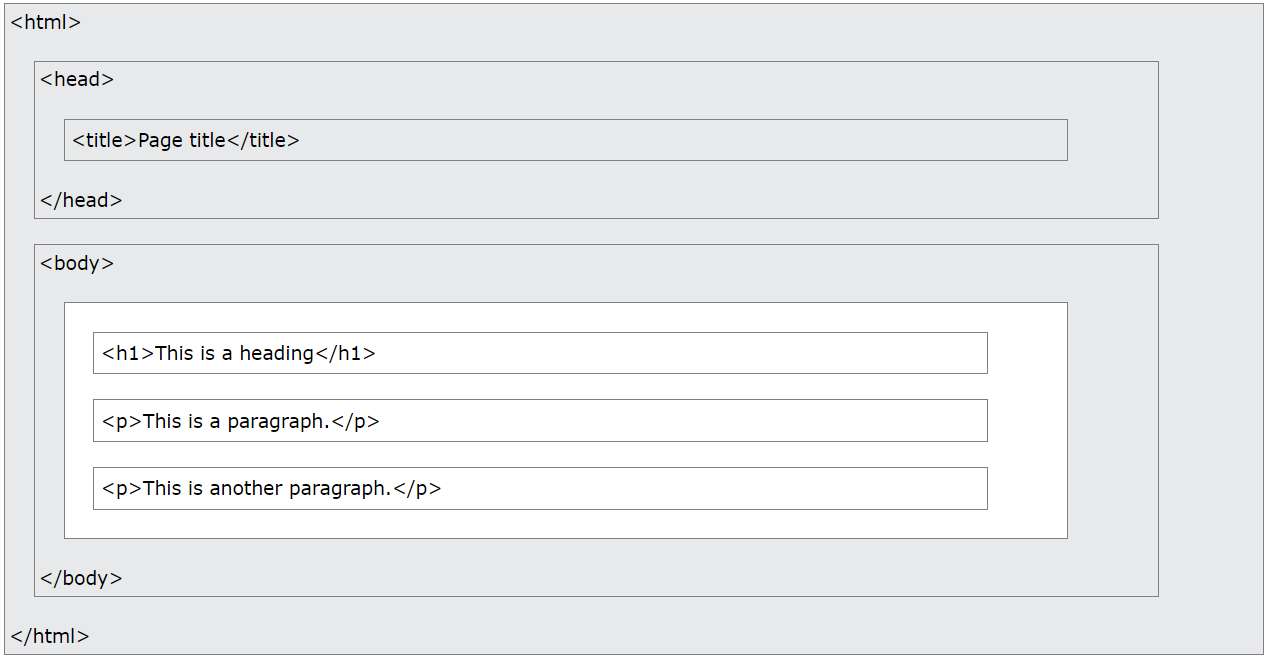 <html>
<head>
<title>Page title</title>
</head>
<body>
<h1>This is a heading</h1>
<p>This is a paragraph.</p>
<p>This is another paragraph.</p>
</body>
</html>